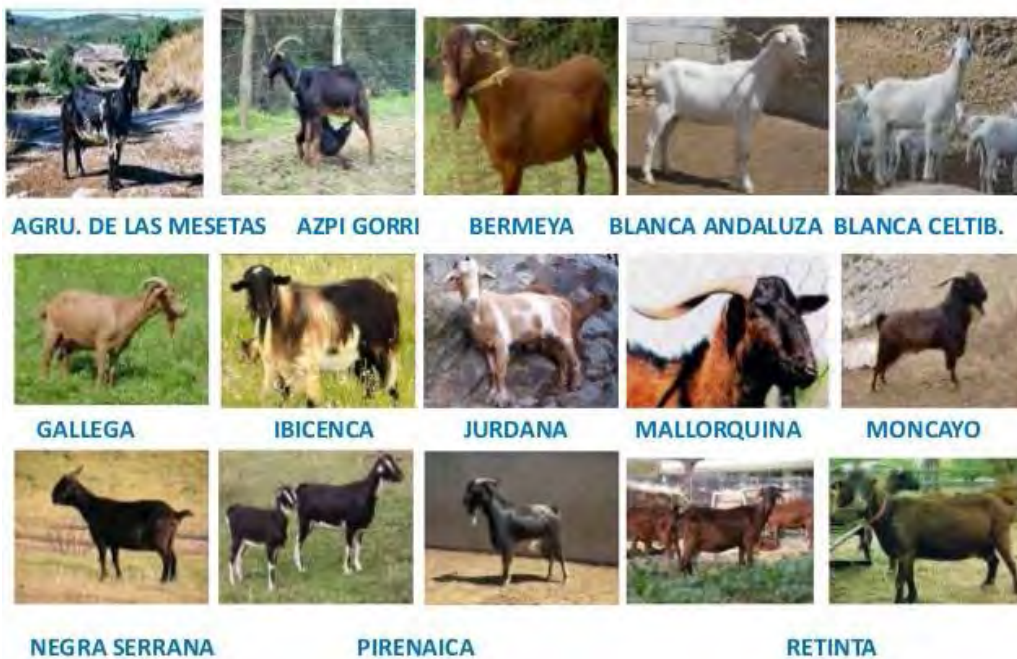 AGRU. DE LAS MESETAS AZPI GORRI BERMEYA BLANCA ANDALUZA BLANCA CELTIB.
GALLEGA IBICENCA JURDANA MALLORQUINA MONCAYO
NEGRA SERRANA PIRENAICA RETINTA